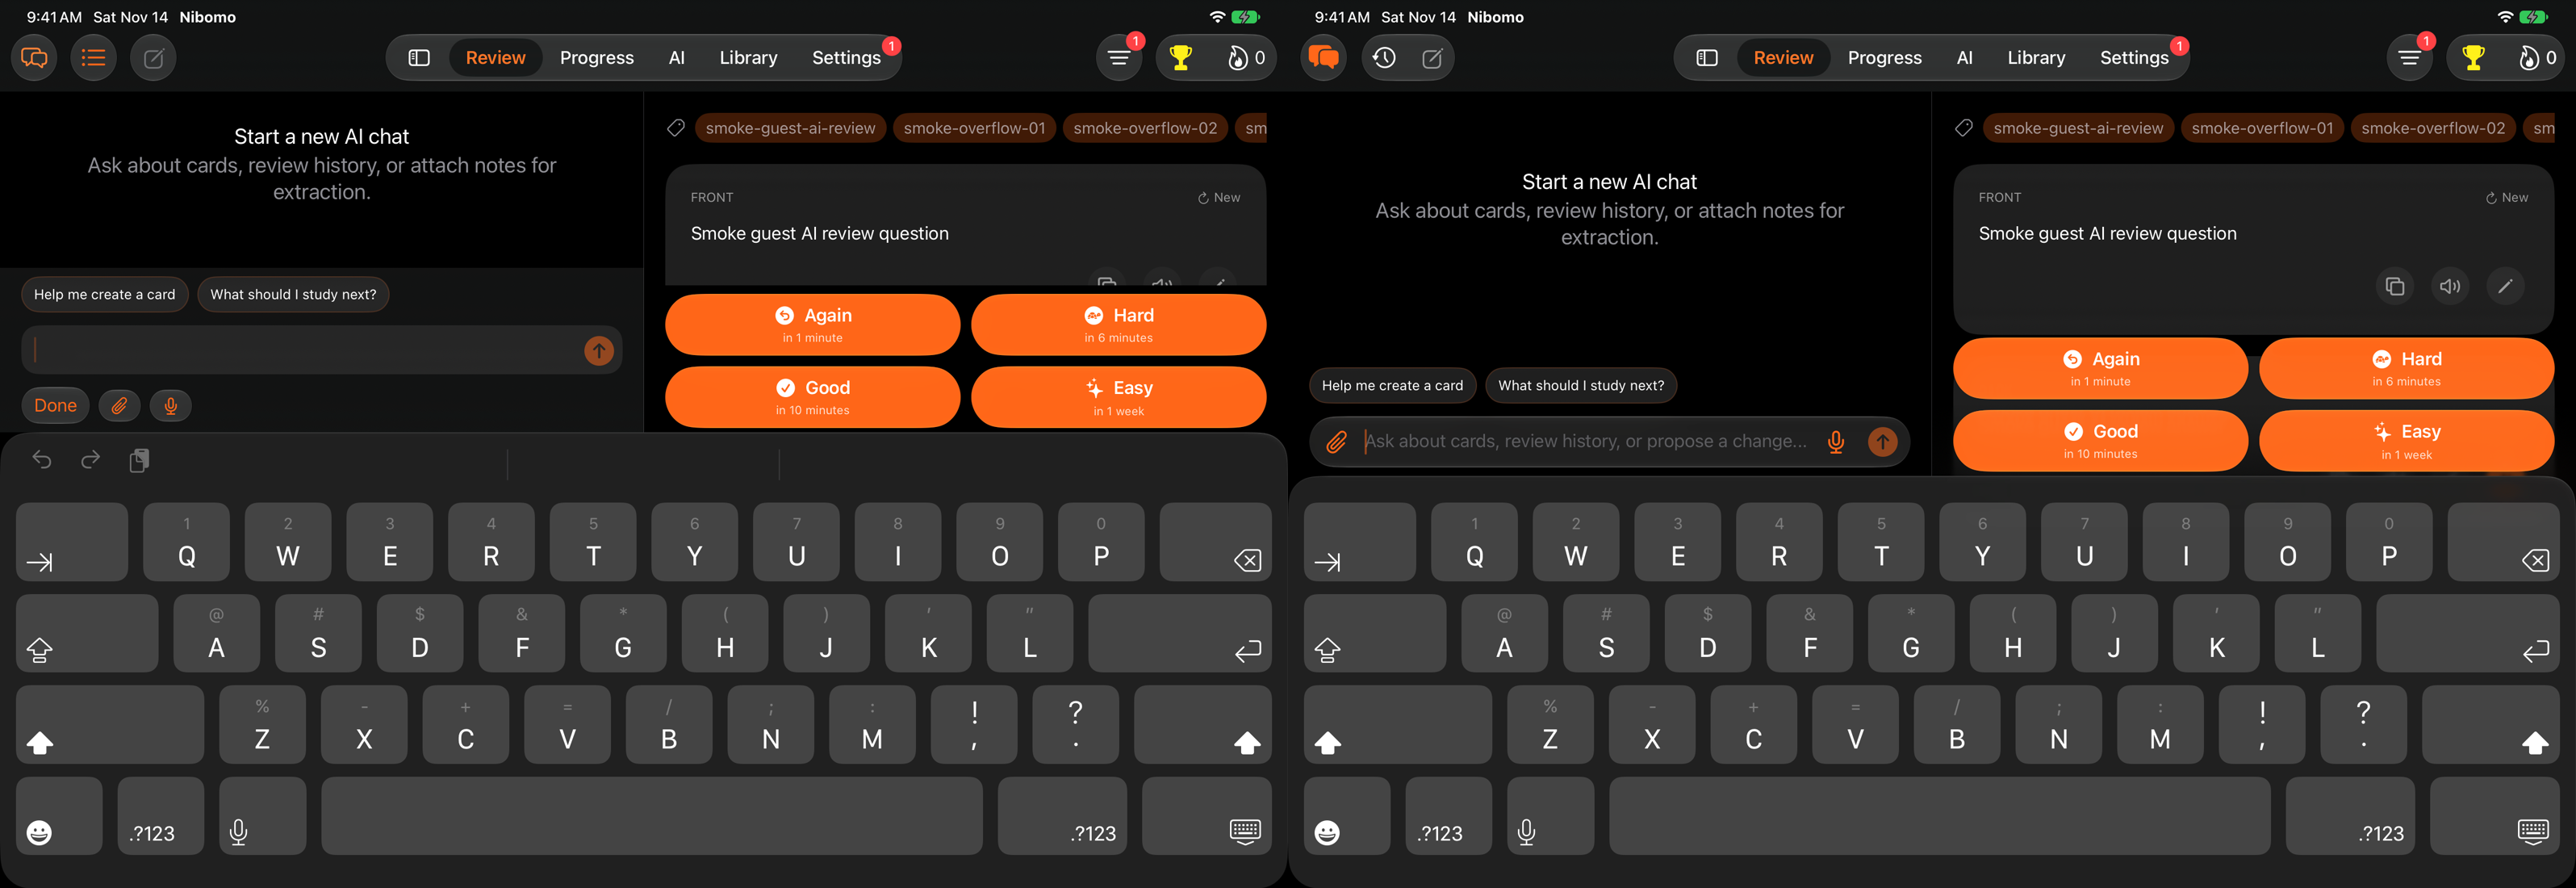 9:41 AM Sat Nov 14 Nibomo
Review Progress AI Library Settings 1
1
0
Start a new AI chat
Ask about cards, review history, or attach notes for
extraction.
Help me create a card What should I study next?
Done
smoke-guest-ai-review smoke-overflow-01 smoke-overflow-02 sm
FRONT New
Smoke guest AI review question
Again
in 1 minute
Hard
in 6 minutes
Good
in 10 minutes
Easy
in 1 week
1 2 3 4 5 6 7 8 9 0
Q W E R T Y U I O P
@ # $ & * ( ) ' "
A S D F G H J K L
% - + = / ; : ! ?
Z X C V B N M , .
.?123 .?123
9:41 AM Sat Nov 14 Nibomo
Review Progress AI Library Settings 1
1
0
Start a new AI chat
Ask about cards, review history, or attach notes for
extraction.
Help me create a card What should I study next?
Ask about cards, review history, or propose a change...
smoke-guest-ai-review smoke-overflow-01 smoke-overflow-02 sm
FRONT New
Smoke guest AI review question
Again
in 1 minute
Hard
in 6 minutes
Good
in 10 minutes
Easy
in 1 week
1 2 3 4 5 6 7 8 9 0
Q W E R T Y U I O P
@ # $ & * ( ) ' "
A S D F G H J K L
% - + = / ; : ! ?
Z X C V B N M , .
.?123 .?123